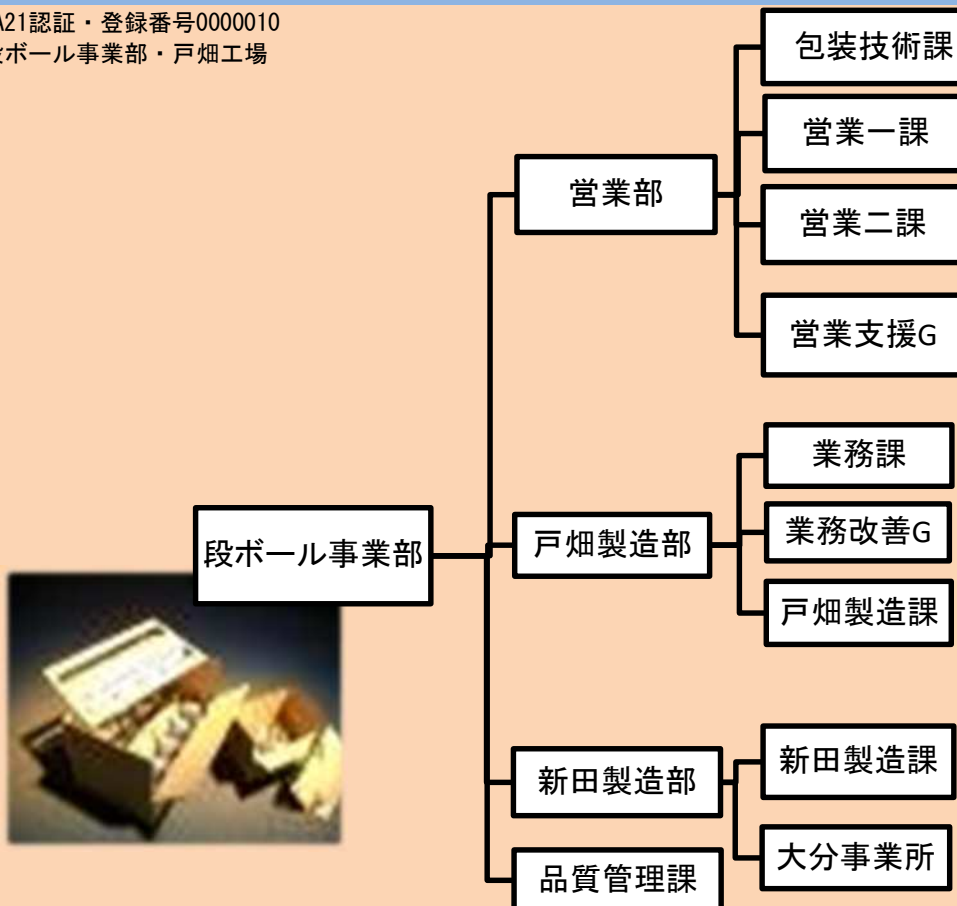 A21認証・登録番号0000010
段ボール事業部・戸畑工場
包装技術課
営業一課
営業部
営業二課
営業支援G
業務課
段ボール事業部
戸畑製造部
業務改善G
戸畑製造課
新田製造部
新田製造課
大分事業所
品質管理課